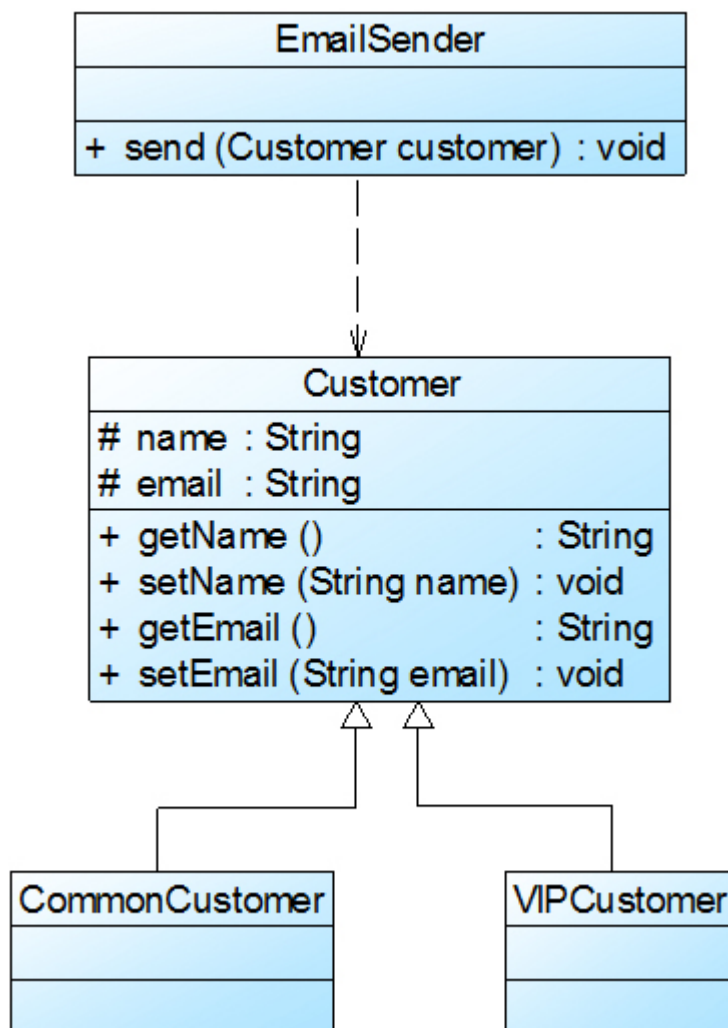 EmailSender
+ send (Customer customer) : void
Customer
# name : String
# email : String
+ getName () : String
+ setName (String name) : void
+ getEmail () : String
+ setEmail (String email) : void
CommonCustomer
VIPCustomer